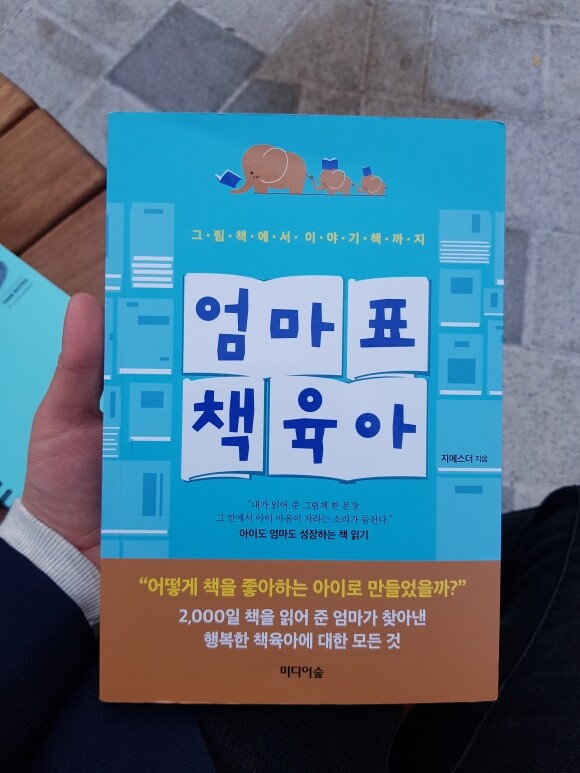 그·림·책·에·서·이·야·기·책·까·지
엄마표
책육아
지에스더 지음
"내가 읽어 준 그림책 한 문장,
그 안에서 아이 마음이 자라는 소리가 들린다."
아이도 엄마도 성장하는 책 읽기
"어떻게 책을 좋아하는 아이로 만들었을까?"
2,000일 책을 읽어 준 엄마가 찾아낸
행복한 책육아에 대한 모든 것
미디어숲